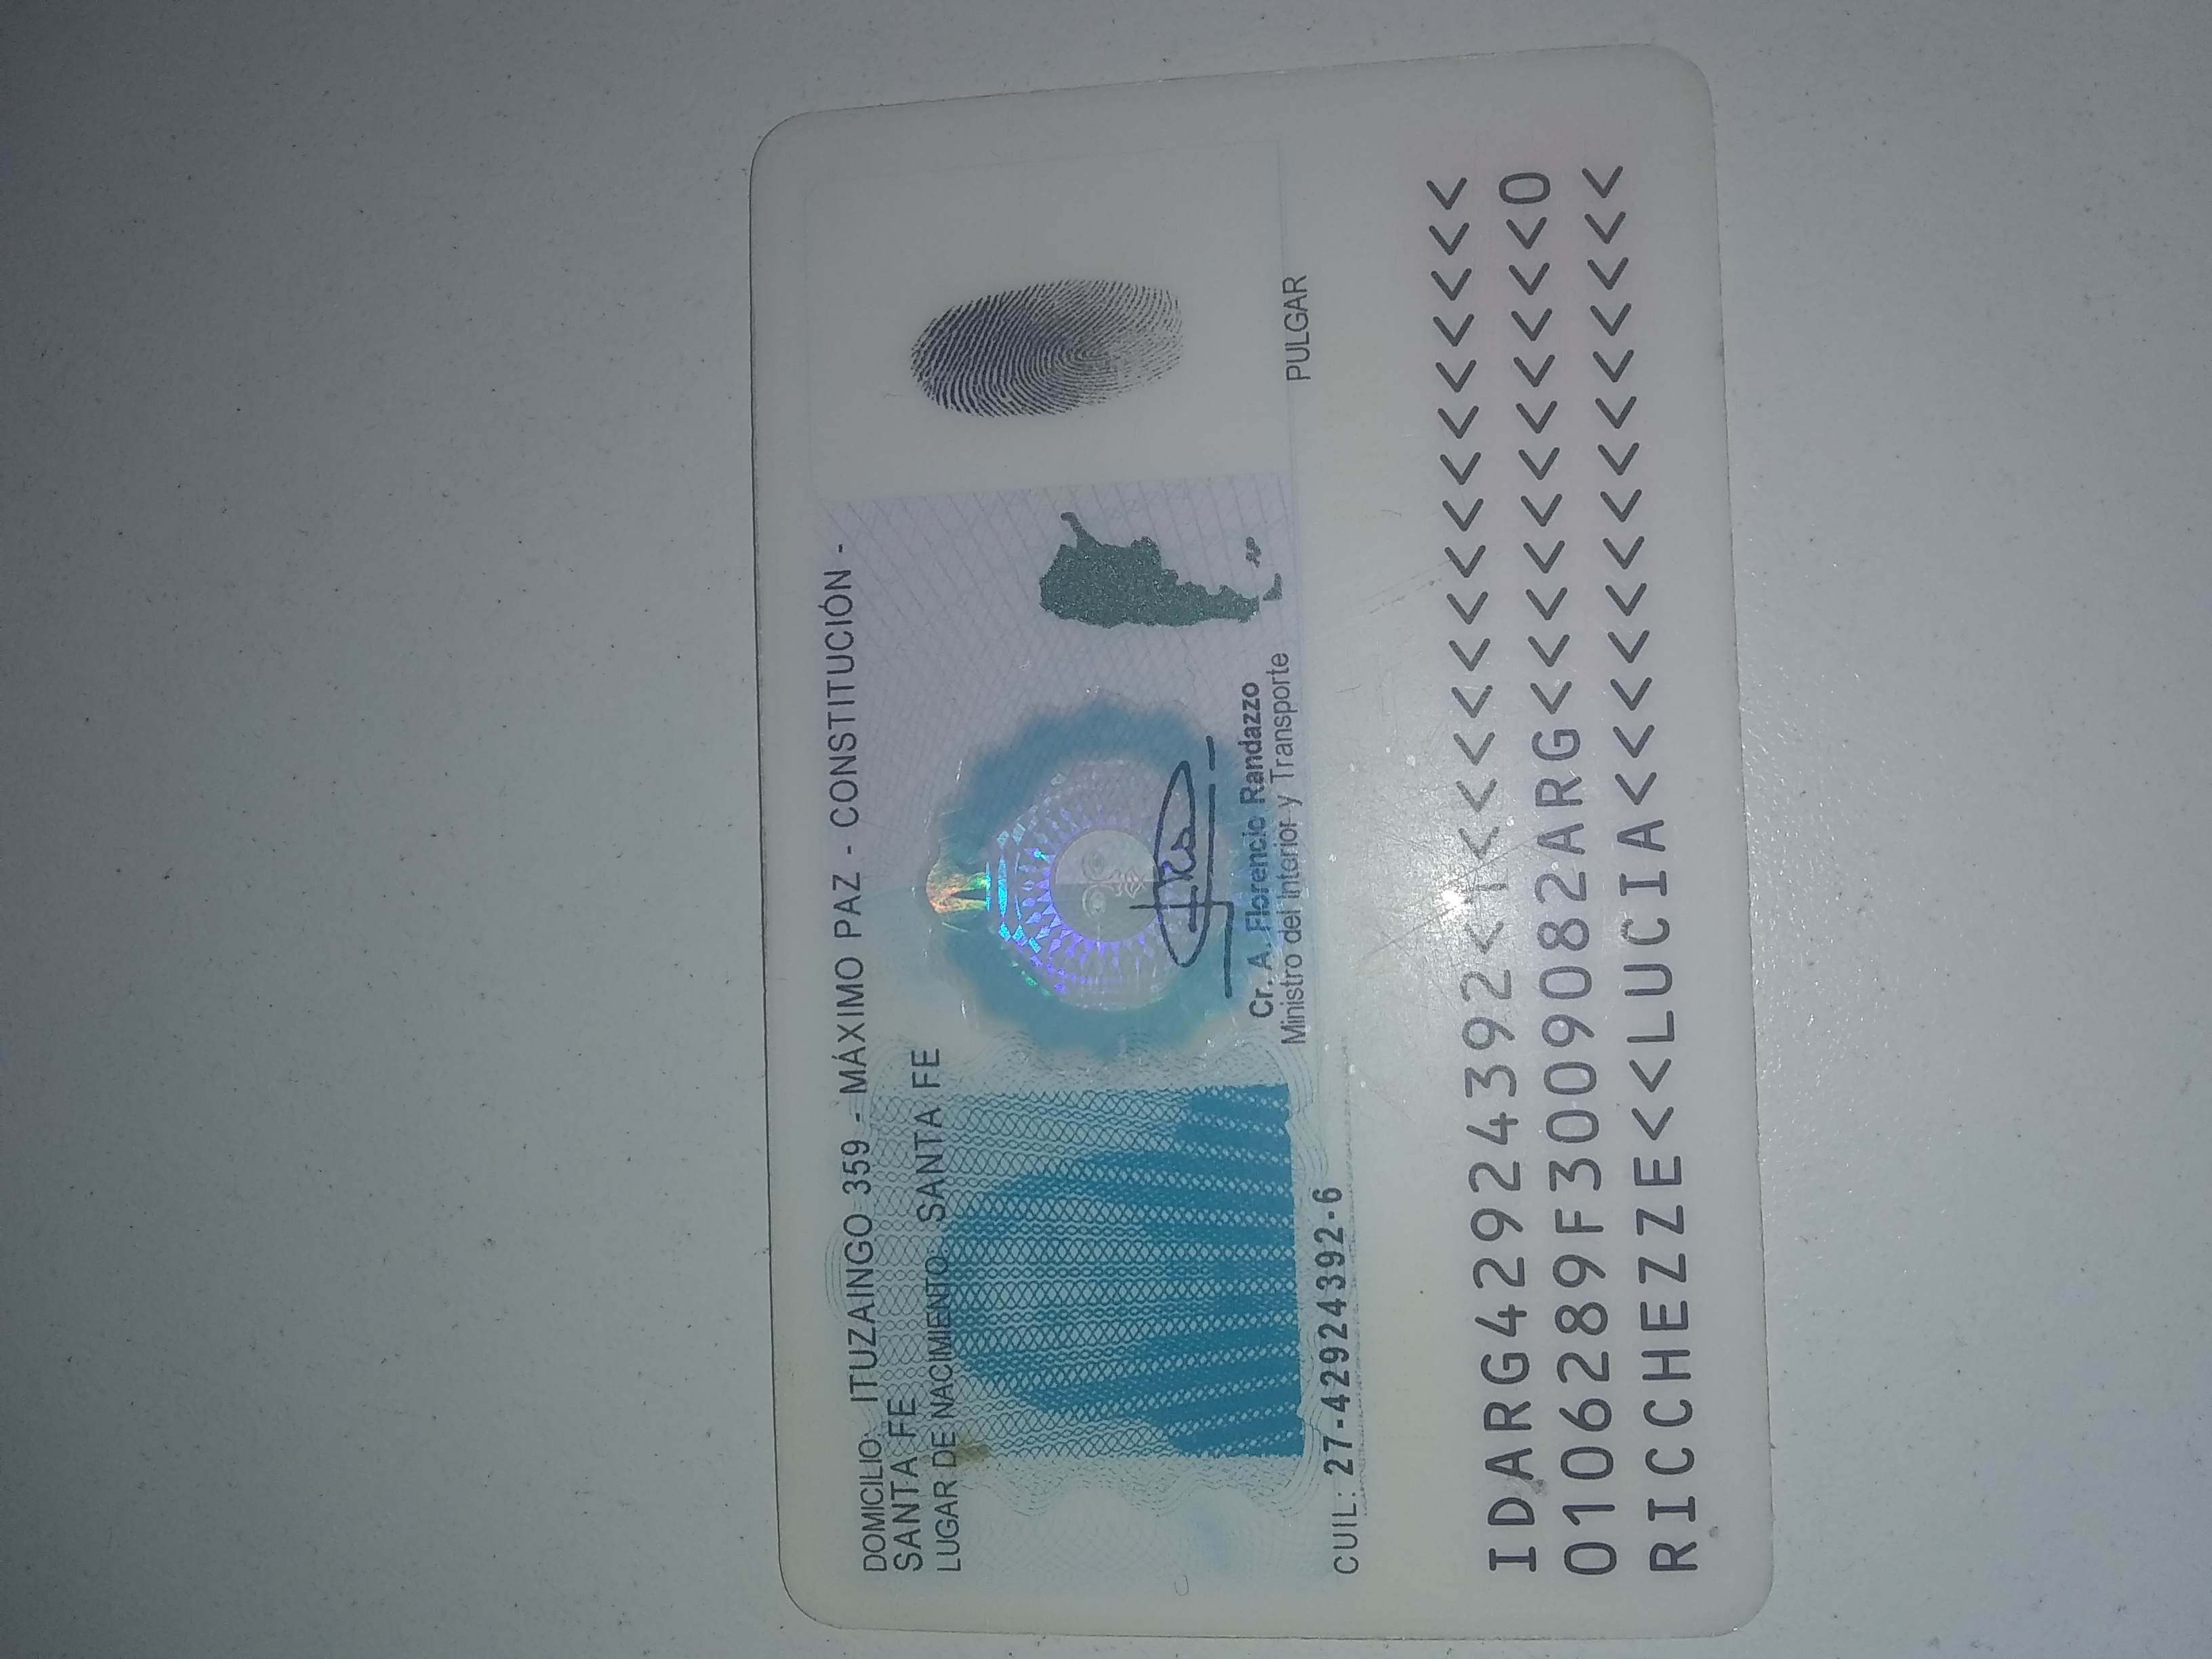 DOMICILIO: ITUZAINGO 359 - MÁXIMO PAZ - CONSTITUCIÓN -
SANTA FE
LUGAR DE NACIMIENTO: SANTA FE
Cr. A. Florencio Randazzo
Ministro del Interior y Transporte
PULGAR
CUIL: 27-42924392-6
IDARG42924392<1<<<<<<<<<<<<<<<
0106289F3009082ARG<<<<<<<<<<<0
RICCHEZZE<<LUCIA<<<<<<<<<<<<<<